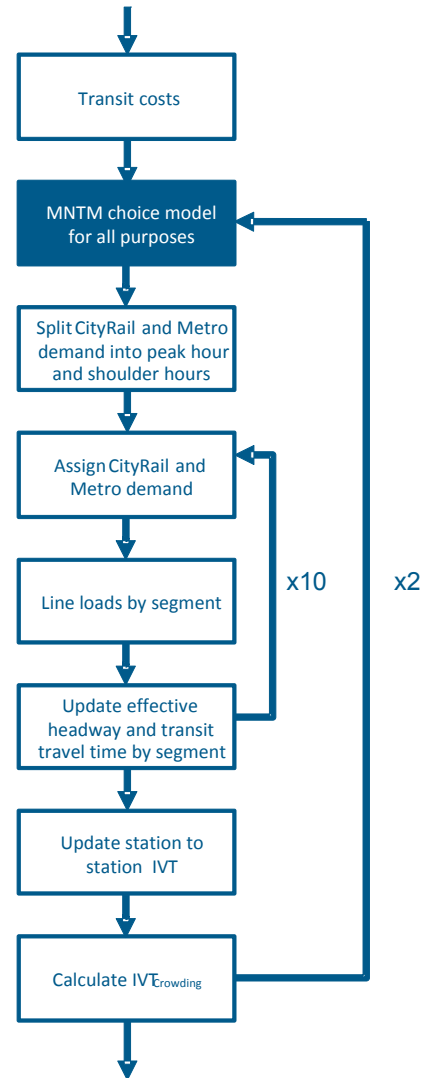 Transit costs
MNTM choice model
for all purposes
Split CityRail and Metro
demand into peak hour
and shoulder hours
Assign CityRail and
Metro demand
x10
x2
Line loads by segment
Update effective
headway and transit
travel time by segment
Update station to
station IVT
Calculate IVTCrowding